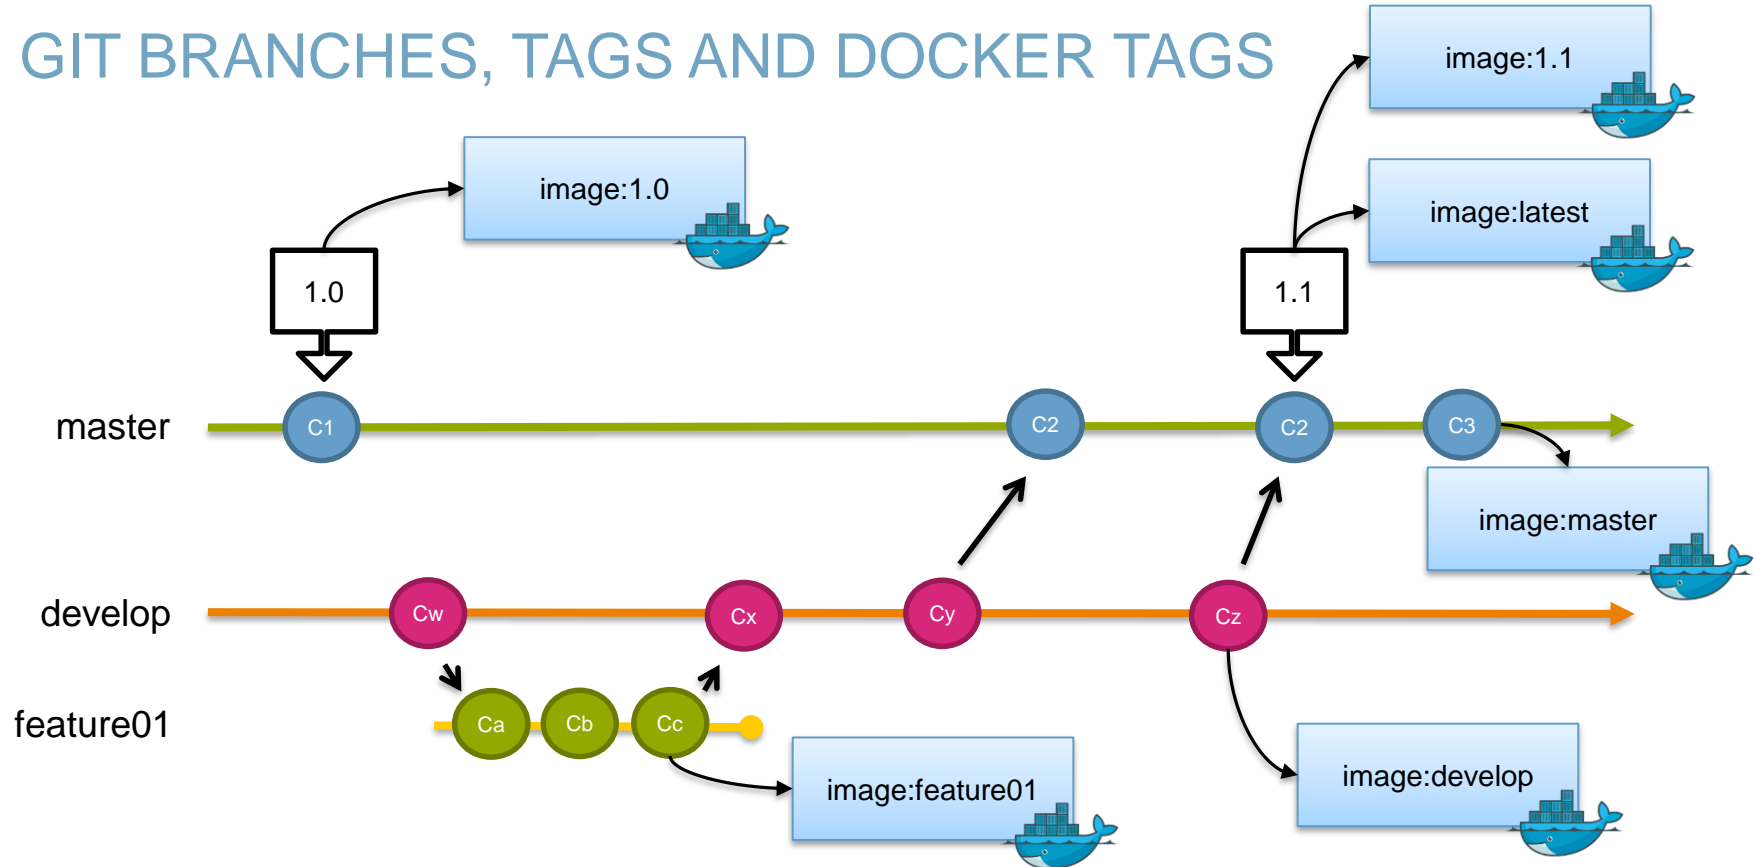 GIT BRANCHES, TAGS AND DOCKER TAGS
image:1.1
image:1.0
image:latest
1.0
1.1
master
C1
C2
C2
C3
image:master
develop
Cw
Cx
Cy
Cz
feature01
Ca
Cb
Cc
image:feature01
image:develop